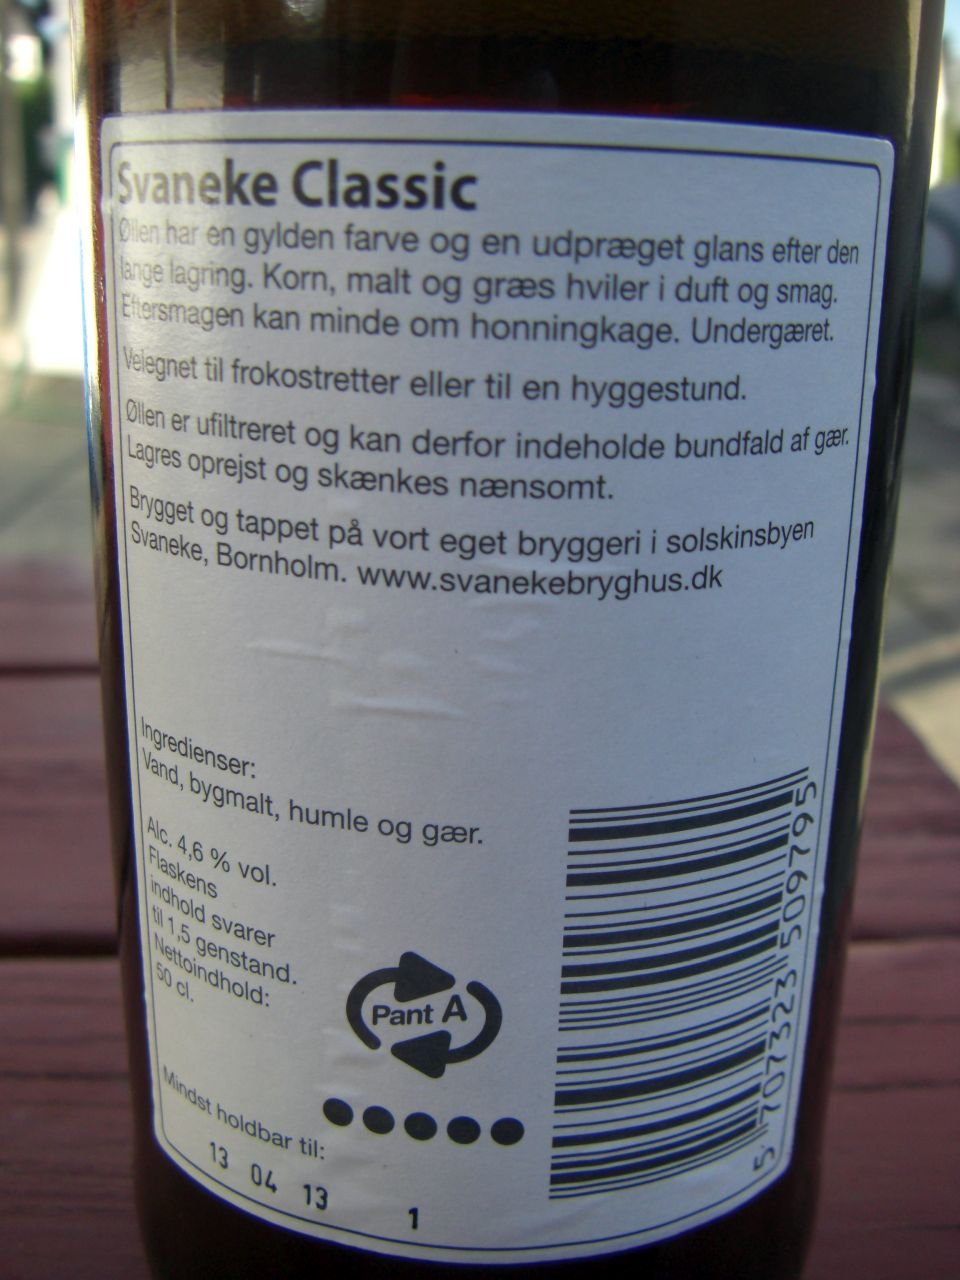 Svaneke Classic
Øllen har en gylden farve og en udpræget glans efter den
lange lagring. Korn, malt og græs hviler i duft og smag.
Eftersmagen kan minde om honningkage. Undergæret.
Velegnet til frokostretter eller til en hyggestund.
Øllen er ufiltreret og kan derfor indeholde bundfald af gær.
Lagres oprejst og skænkes nænsomt.
Brygget og tappet på vort eget bryggeri i solskinsbyen
Svaneke, Bornholm. www.svanekebryghus.dk
Ingredienser:
Vand, bygmalt, humle og gær.
Alc. 4,6 % vol.
Flaskens
indhold svarer
til 1,5 genstand.
Nettoindhold:
50 cl.
Pant A
Mindst holdbar til:
13 04 13 1
5 707323 509795